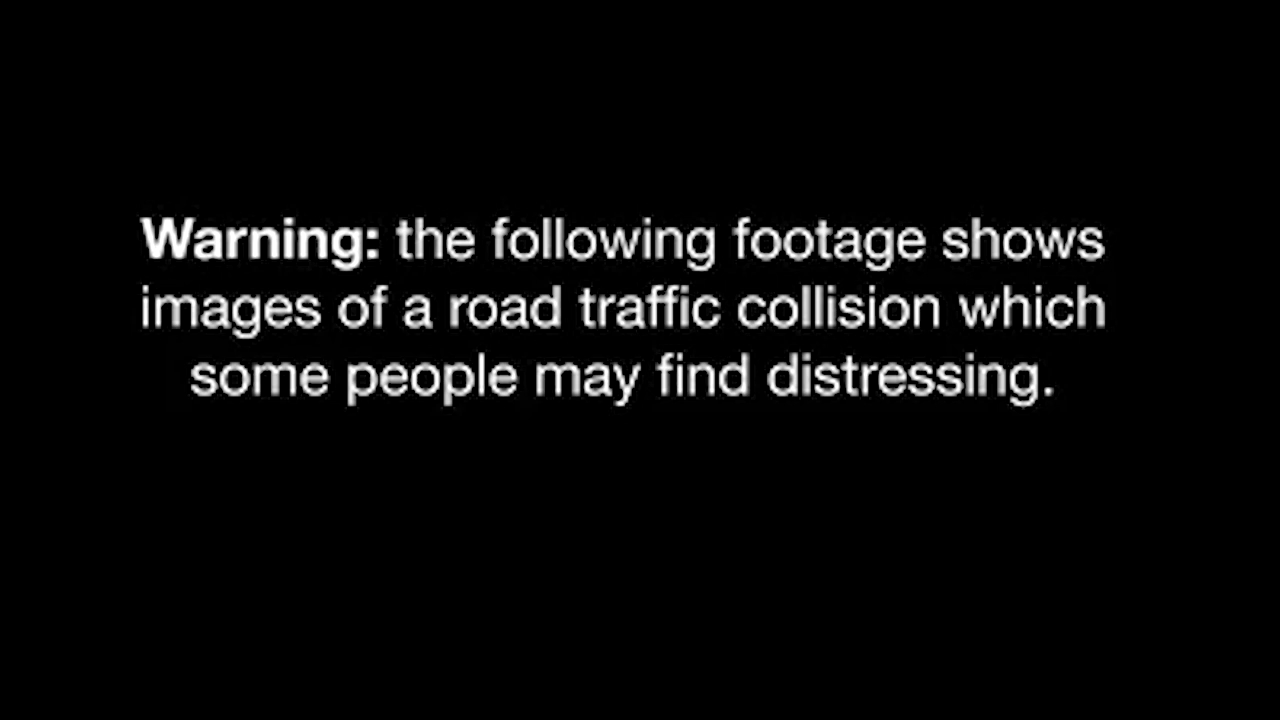 Warning: the following footage shows
images of a road traffic collision which
some people may find distressing.